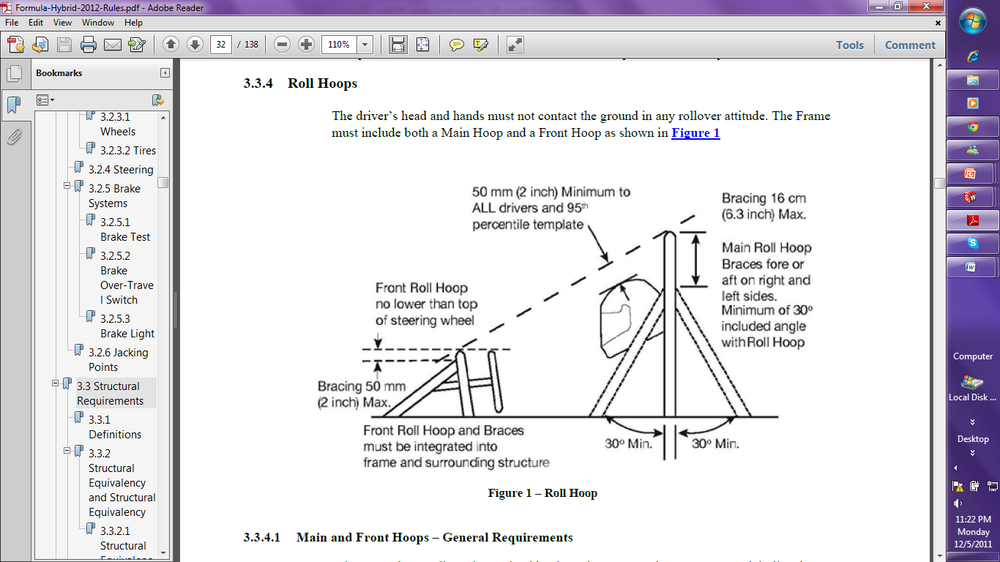 Formula-Hybrid-2012-Rules.pdf - Adobe Reader
File Edit View Window Help
32 / 138
110%
Tools
Comment
Bookmarks
3.2.3.1
Wheels
3.2.3.2 Tires
3.2.4 Steering
3.2.5 Brake
Systems
3.2.5.1
Brake Test
3.2.5.2
Brake
Over-Trave
l Switch
3.2.5.3
Brake Light
3.2.6 Jacking
Points
3.3 Structural
Requirements
3.3.1
Definitions
3.3.2
Structural
Equivalency
and Structural
Equivalency
3.3.2.1
Structural
3.3.4 Roll Hoops
The driver's head and hands must not contact the ground in any rollover attitude. The Frame
must include both a Main Hoop and a Front Hoop as shown in Figure 1
50 mm (2 inch) Minimum to
ALL drivers and 95th
percentile template
Bracing 16 cm
(6.3 inch) Max.
Main Roll Hoop
Braces fore or
aft on right and
left sides.
Minimum of 30º
included angle
with Roll Hoop
Front Roll Hoop
no lower than top
of steering wheel
Bracing 50 mm
(2 inch) Max.
Front Roll Hoop and Braces
must be integrated into
frame and surrounding structure
30º Min.
30º Min.
Figure 1 – Roll Hoop
3.3.4.1 Main and Front Hoops – General Requirements
Computer
Local Disk ...
Desktop
11:22 PM
Monday
12/5/2011